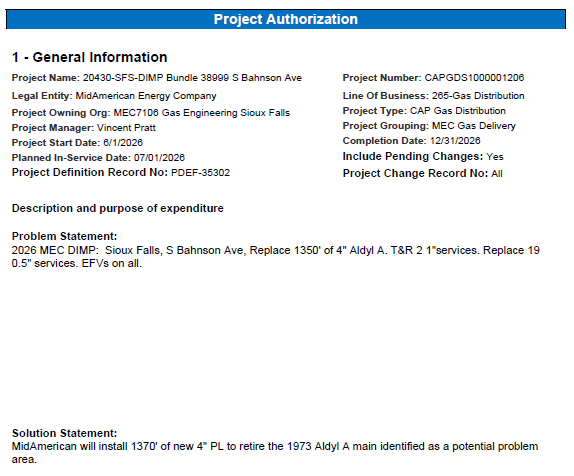 Project Authorization
1 - General Information
Project Name: 20430-SFS-DIMP Bundle 38999 S Bahnson Ave
Project Number: CAPGDS1000001206
Legal Entity: MidAmerican Energy Company
Line Of Business: 265-Gas Distribution
Project Owning Org: MEC7106 Gas Engineering Sioux Falls
Project Type: CAP Gas Distribution
Project Manager: Vincent Pratt
Project Grouping: MEC Gas Delivery
Project Start Date: 6/1/2026
Completion Date: 12/31/2026
Planned In-Service Date: 07/01/2026
Include Pending Changes: Yes
Project Definition Record No: PDEF-35302
Project Change Record No: All
Description and purpose of expenditure
Problem Statement:
2026 MEC DIMP:  Sioux Falls, S Bahnson Ave, Replace 1350' of 4" Aldyl A. T&R 2 1"services. Replace 19
0.5" services. EFVs on all.
Solution Statement:
MidAmerican will install 1370' of new 4" PL to retire the 1973 Aldyl A main identified as a potential problem
area.